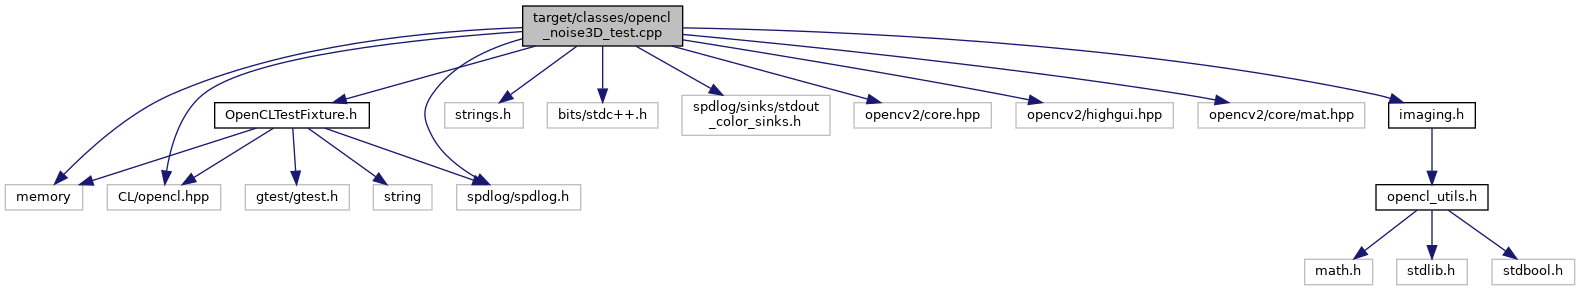 target/classes/opencl
_noise3D_test.cpp
OpenCLTestFixture.h
strings.h
bits/stdc++.h
spdlog/sinks/stdout
_color_sinks.h
opencv2/core.hpp
opencv2/highgui.hpp
opencv2/core/mat.hpp
imaging.h
memory
CL/opencl.hpp
gtest/gtest.h
string
spdlog/spdlog.h
opencl_utils.h
math.h
stdlib.h
stdbool.h